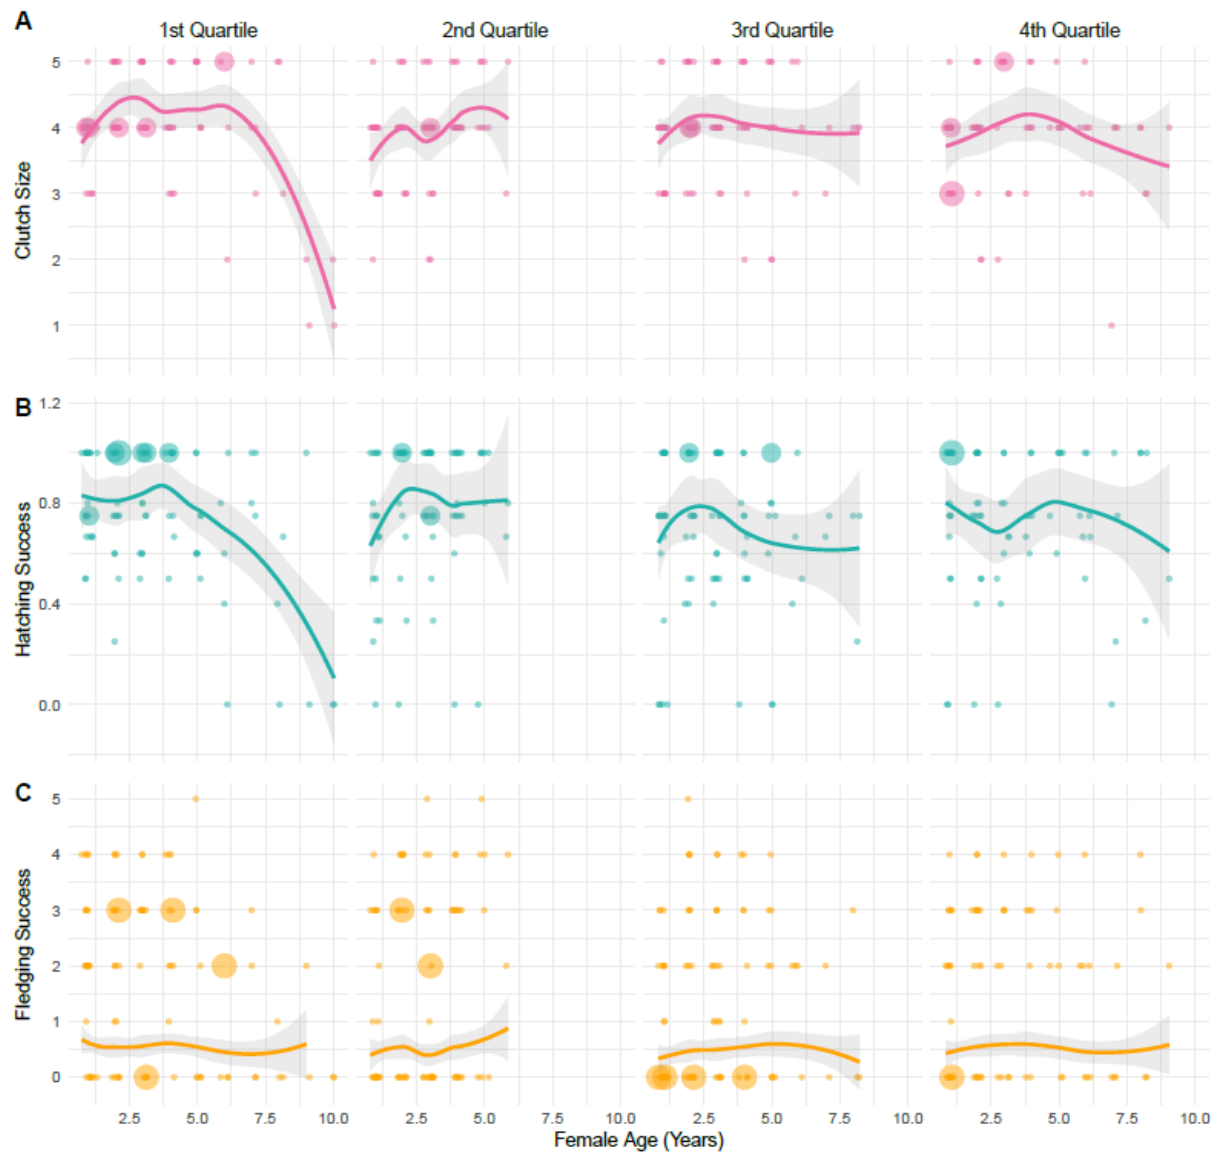 A
1st Quartile 2nd Quartile 3rd Quartile 4th Quartile
Clutch Size
5
4
3
2
1
B
Hatching Success
1.2
0.8
0.4
0.0
C
Fledging Success
5
4
3
2
1
0
2.5 5.0 7.5 10.0 2.5 5.0 7.5 10.0 2.5 5.0 7.5 10.0 2.5 5.0 7.5 10.0
Female Age (Years)